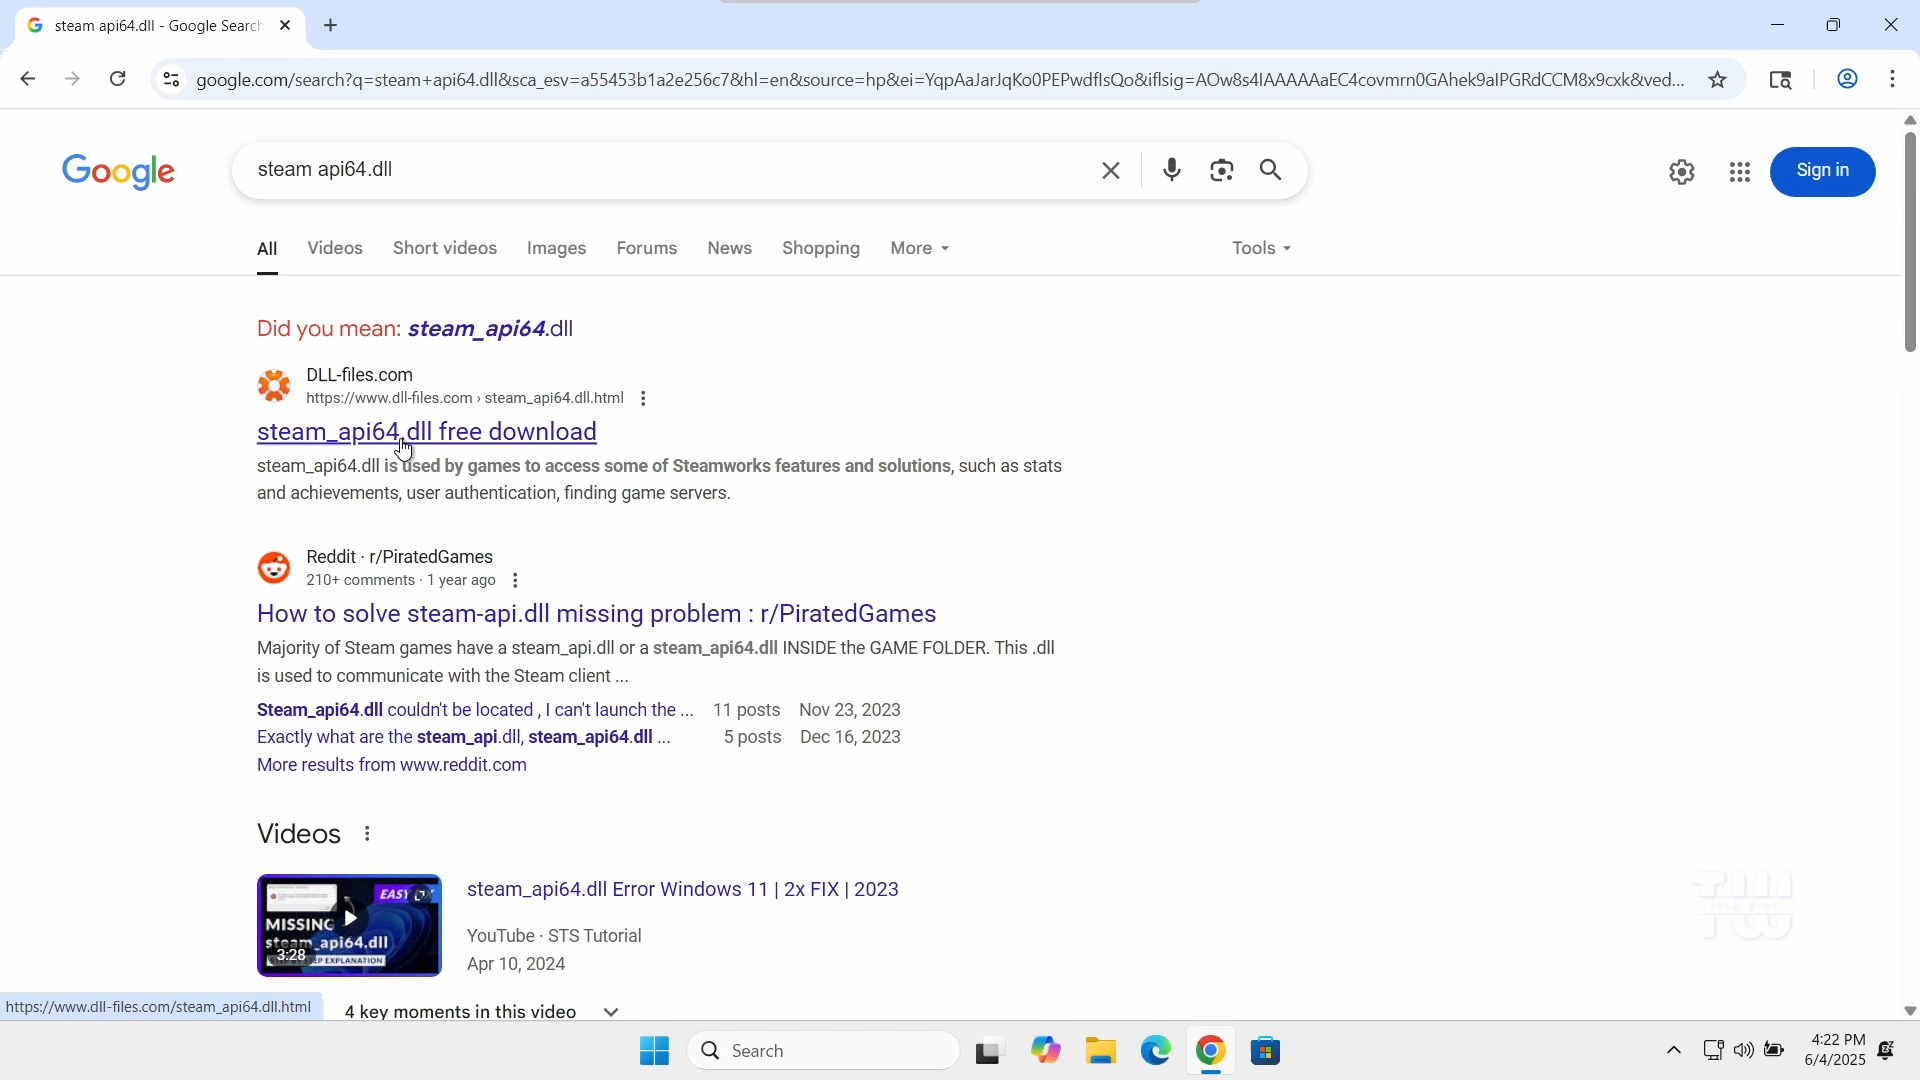 steam api64.dll - Google Search
google.com/search?q=steam+api64.dll&sca_esv=a55453b1a2e256c7&hl=en&source=hp&ei=YqpAaJarJqKo0PEPwdflsQo&iflsig=AOw8s4IAAAAAaEC4covmrn0GAhek9alPGRdCCM8x9cxk&ved...
Google
steam api64.dll
Sign in
All Videos Short videos Images Forums News Shopping More Tools
Did you mean: steam_api64.dll
DLL-files.com
https://www.dll-files.com › steam_api64.dll.html
steam_api64.dll free download
steam_api64.dll is used by games to access some of Steamworks features and solutions, such as stats
and achievements, user authentication, finding game servers.
Reddit · r/PiratedGames
210+ comments · 1 year ago
How to solve steam-api.dll missing problem : r/PiratedGames
Majority of Steam games have a steam_api.dll or a steam_api64.dll INSIDE the GAME FOLDER. This .dll
is used to communicate with the Steam client ...
Steam_api64.dll couldn't be located , I can't launch the ... 11 posts Nov 23, 2023
Exactly what are the steam_api.dll, steam_api64.dll ... 5 posts Dec 16, 2023
More results from www.reddit.com
Videos
EASY
MISSING
steam_api64.dll
3:28
STEP EXPLANATION
steam_api64.dll Error Windows 11 | 2x FIX | 2023
YouTube · STS Tutorial
Apr 10, 2024
4 key moments in this video
https://www.dll-files.com/steam_api64.dll.html
Search
4:22 PM
6/4/2025